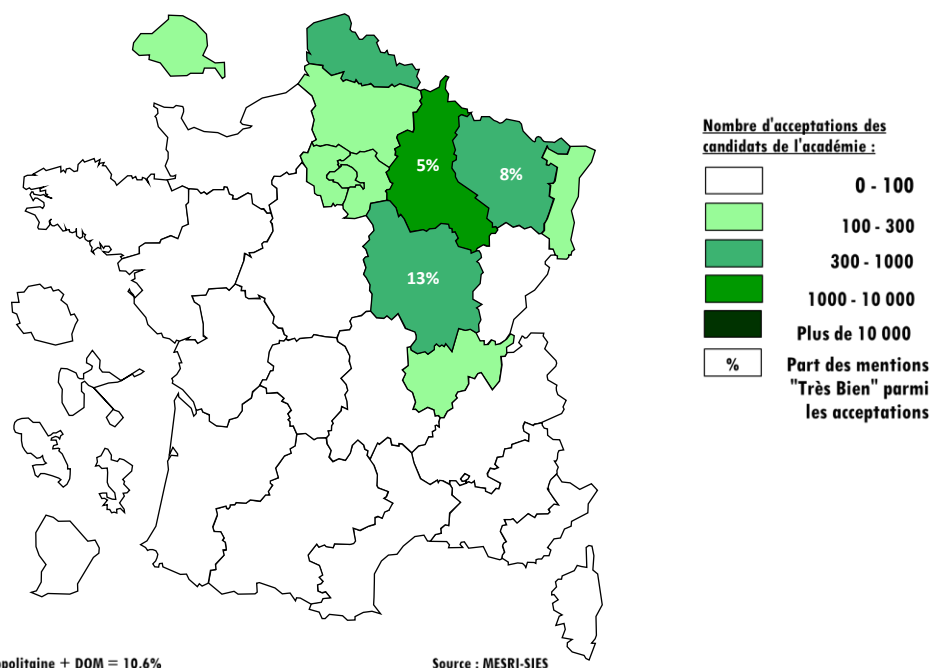 Nombre d'acceptations des
candidats de l'académie :
0 - 100
100 - 300
300 - 1000
1000 - 10 000
Plus de 10 000
% Part des mentions
"Très Bien" parmi
les acceptations
5%
8%
13%
+ DOM = 10,6%
Source : MESRI-SIES